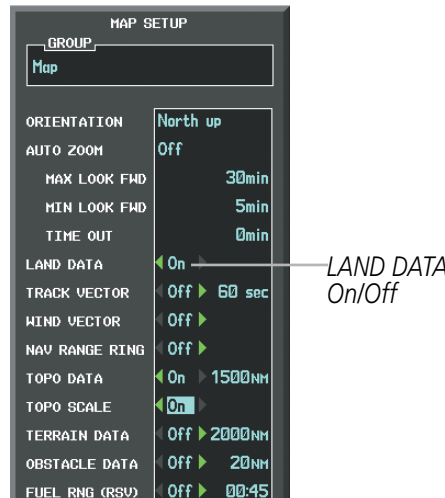 MAP SETUP
GROUP
Map
ORIENTATION North up
AUTO ZOOM Off
MAX LOOK FWD 30min
MIN LOOK FWD 5min
TIME OUT 0min
LAND DATA On
LAND DATA
On/Off
TRACK VECTOR Off 60 sec
WIND VECTOR Off
NAV RANGE RING Off
TOPO DATA On 1500NM
TOPO SCALE On
TERRAIN DATA Off 2000NM
OBSTACLE DATA Off 20NM
FUEL RNG (RSV) Off 00:45